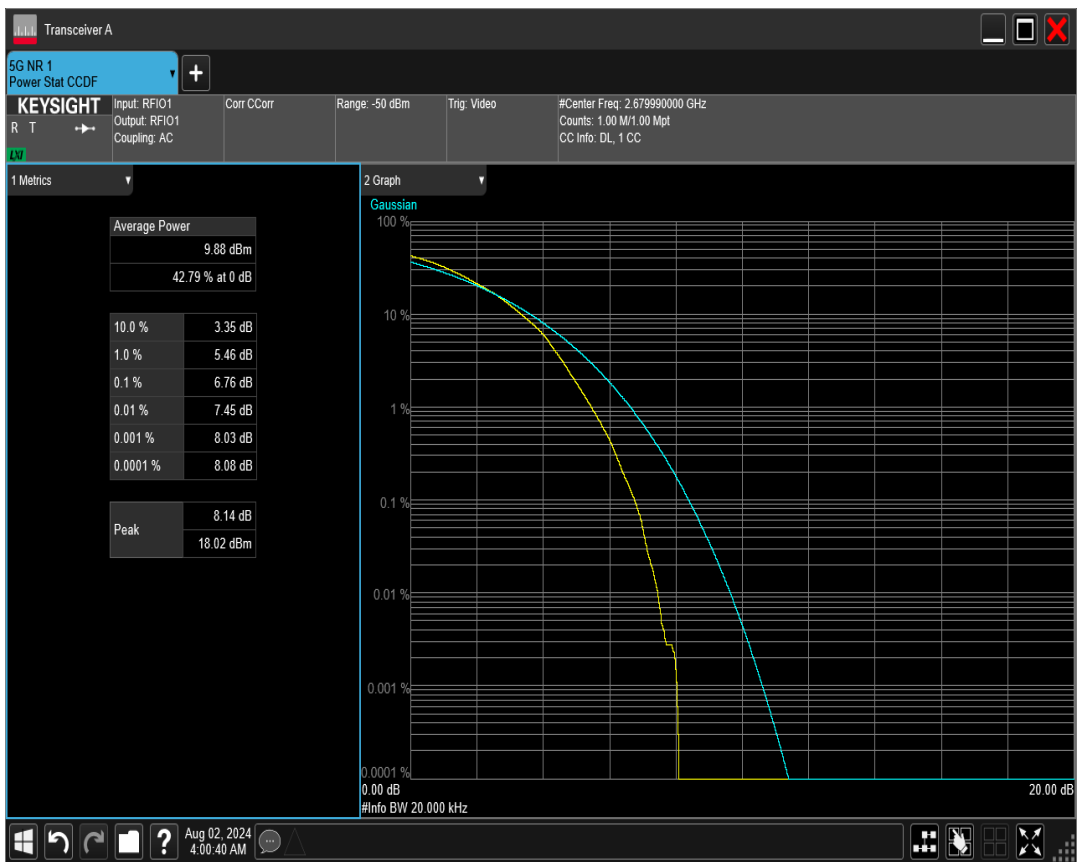 Transceiver A
5G NR 1
Power Stat CCDF
+
KEYSIGHT
R T
LXI
Input: RFIO1
Output: RFIO1
Coupling: AC
Corr CCorr
Range: -50 dBm
Trig: Video
#Center Freq: 2.679990000 GHz
Counts: 1.00 M/1.00 Mpt
CC Info: DL, 1 CC
1 Metrics
Average Power
9.88 dBm
42.79 % at 0 dB
10.0 % 3.35 dB
1.0 % 5.46 dB
0.1 % 6.76 dB
0.01 % 7.45 dB
0.001 % 8.03 dB
0.0001 % 8.08 dB
Peak
8.14 dB
18.02 dBm
2 Graph
Gaussian
100 %
10 %
1 %
0.1 %
0.01 %
0.001 %
0.0001 %
0.00 dB
20.00 dB
#Info BW 20.000 kHz
?
Aug 02, 2024
4:00:40 AM